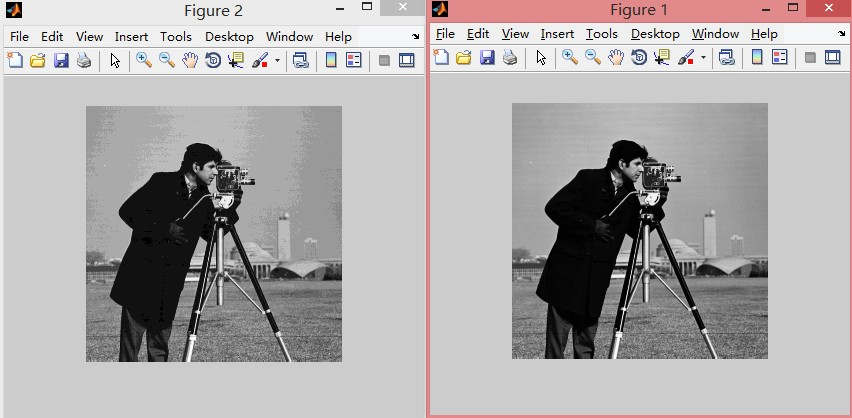 Figure 2
File Edit View Insert Tools Desktop Window Help
Figure 1
File Edit View Insert Tools Desktop Window Help